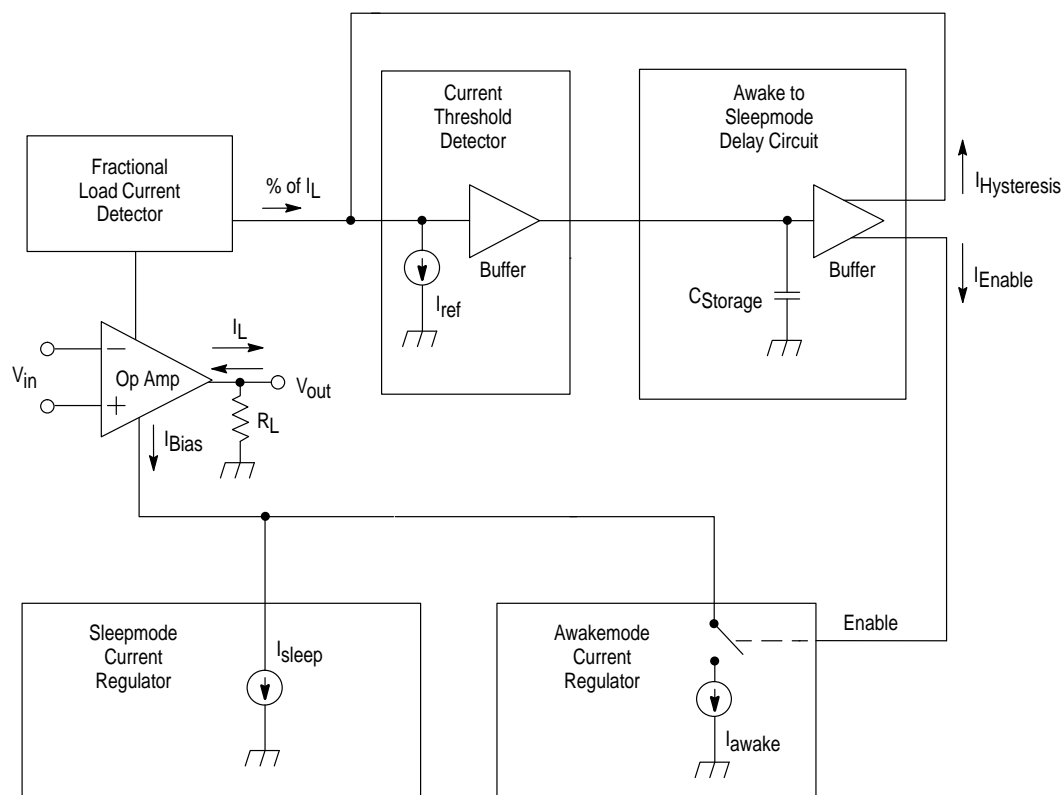 Current
Threshold
Detector
Awake to
Sleepmode
Delay Circuit
Fractional
Load Current
Detector
% of IL
IHysteresis
Buffer
Buffer
IEnable
Iref
CStorage
IL
Vin
Op Amp
Vout
RL
IBias
Sleepmode
Current
Regulator
Isleep
Awakemode
Current
Regulator
Enable
Iawake